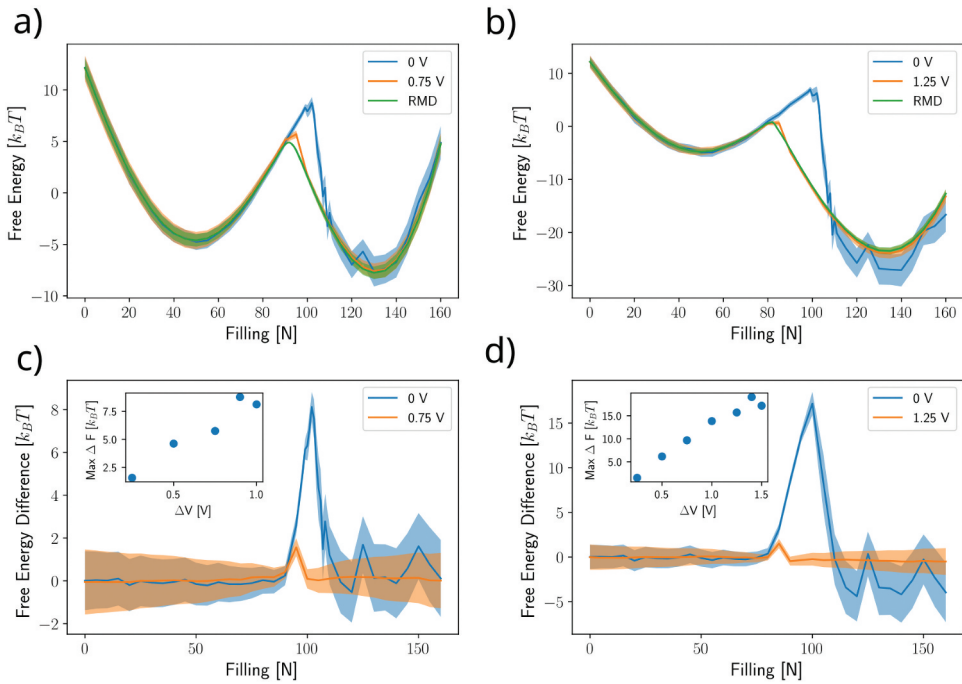 a)
0 V
0.75 V
RMD
10
5
0
−5
−10
Free Energy [k_BT]
0 20 40 60 80 100 120 140 160
Filling [N]
b)
0 V
1.25 V
RMD
10
0
−10
−20
−30
Free Energy [k_BT]
0 20 40 60 80 100 120 140 160
Filling [N]
c)
0 V
0.75 V
8
6
4
2
0
−2
Free Energy Difference [k_BT]
7.5
5.0
2.5
Max Δ F [k_BT]
0.5 1.0
ΔV [V]
0 50 100 150
Filling [N]
d)
0 V
1.25 V
15
10
5
0
−5
Free Energy Difference [k_BT]
15.0
10.0
5.0
Max Δ F [k_BT]
0.5 1.0 1.5
ΔV [V]
0 50 100 150
Filling [N]